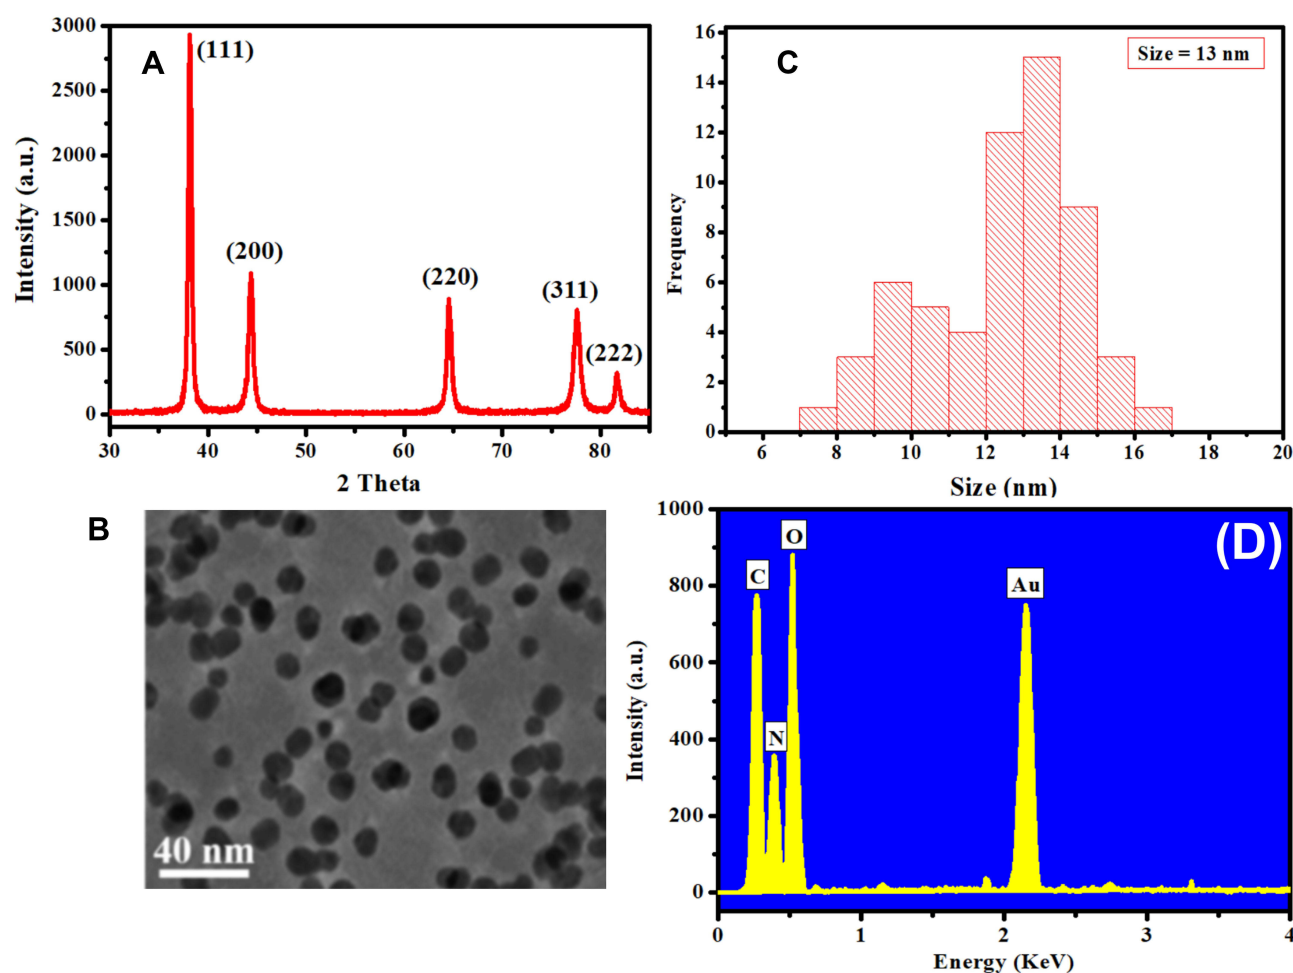 A
3000
2500
2000
1500
1000
500
0
Intensity (a.u.)
(111)
(200)
(220)
(311)
(222)
30 40 50 60 70 80
2 Theta
C
Size = 13 nm
16
14
12
10
8
6
4
2
0
Frequency
6 8 10 12 14 16 18 20
Size (nm)
B
40 nm
(D)
1000
800
600
400
200
0
Intensity (a.u.)
C
N
O
Au
0 1 2 3 4
Energy (KeV)